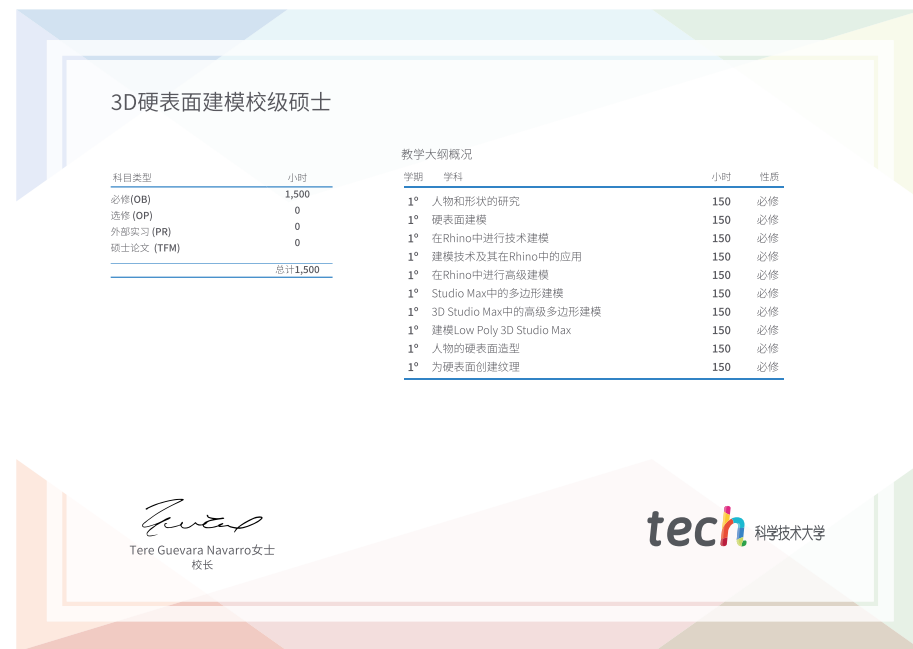 3D硬表面建模校级硕士
科目类型 小时
必修(OB) 1,500
选修 (OP) 0
外部实习 (PR) 0
硕士论文 (TFM) 0
总计1,500
教学大纲概况
学期 学科 小时 性质
1º 人物和形状的研究 150 必修
1º 硬表面建模 150 必修
1º 在Rhino中进行技术建模 150 必修
1º 建模技术及其在Rhino中的应用 150 必修
1º 在Rhino中进行高级建模 150 必修
1º Studio Max中的多边形建模 150 必修
1º 3D Studio Max中的高级多边形建模 150 必修
1º 建模Low Poly 3D Studio Max 150 必修
1º 人物的硬表面造型 150 必修
1º 为硬表面创建纹理 150 必修
Tere Guevara Navarro女士
校长
tech 科学技术大学